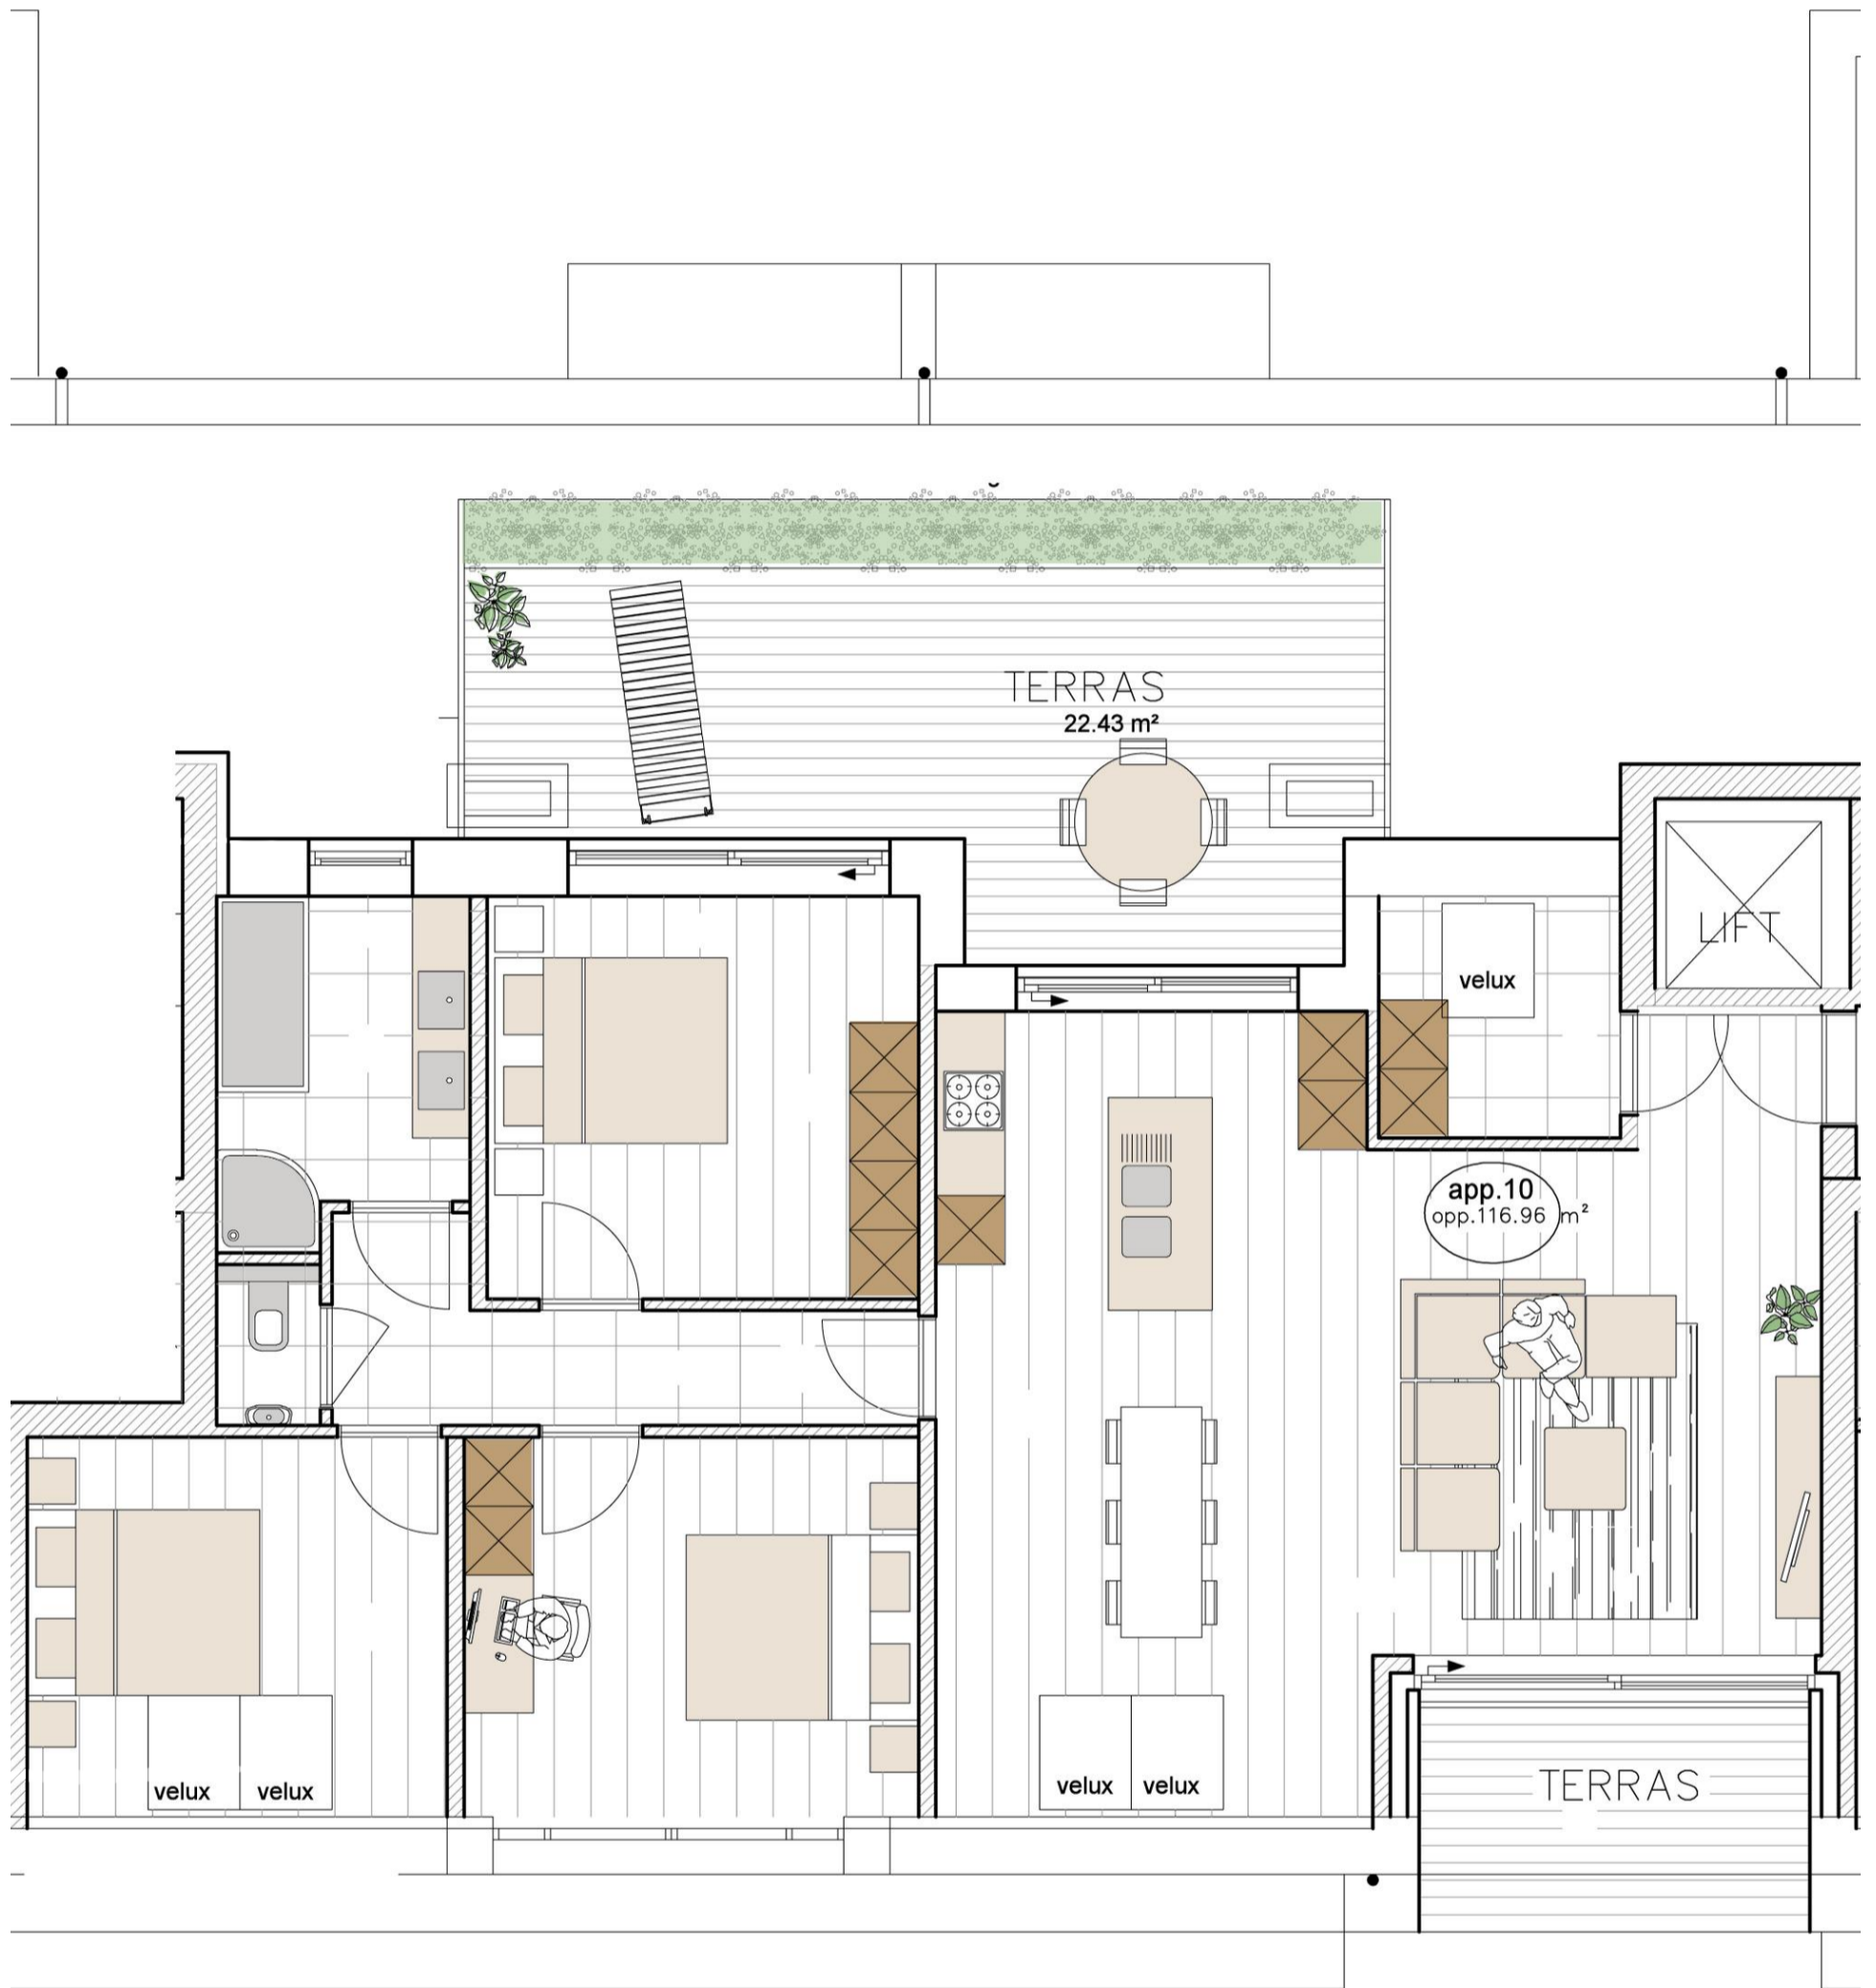 TERRAS
22.43 m²
LIFT
velux
app.10
opp.116.96 m²
velux velux
velux velux
TERRAS